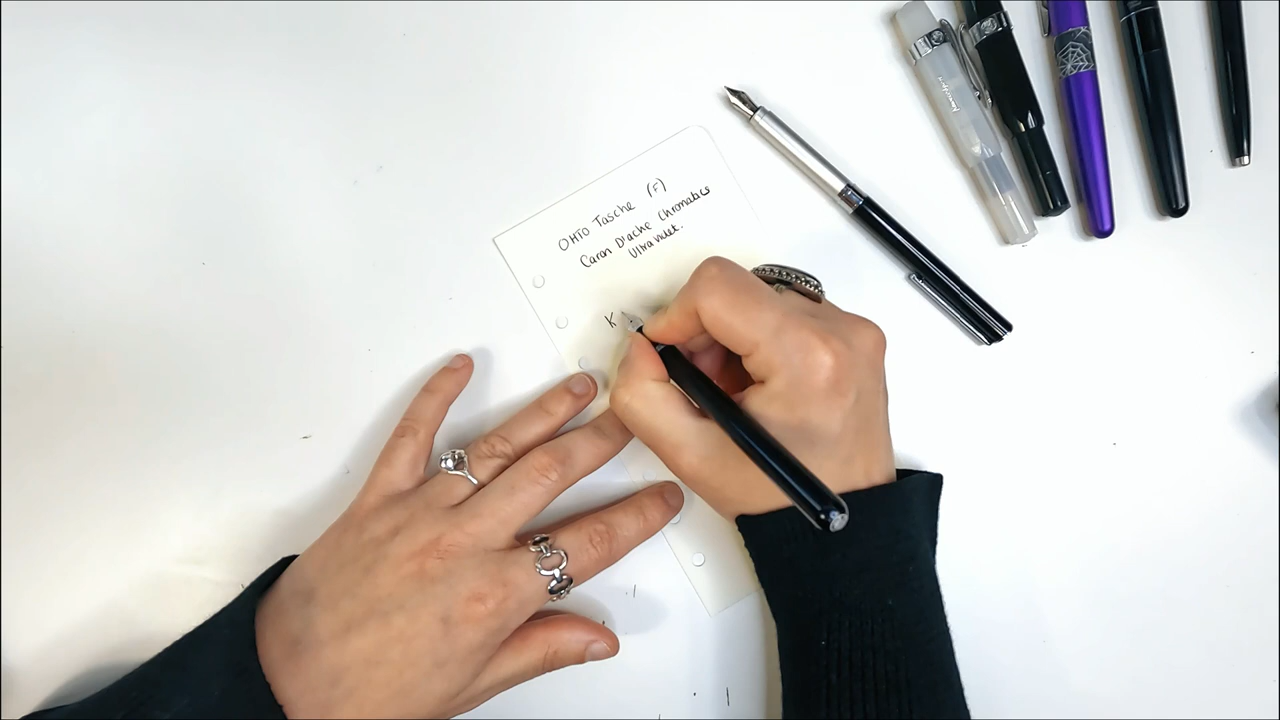 OHTO Tasche (F)
Caran D'ache Chromatics
Ultraviolet.
K